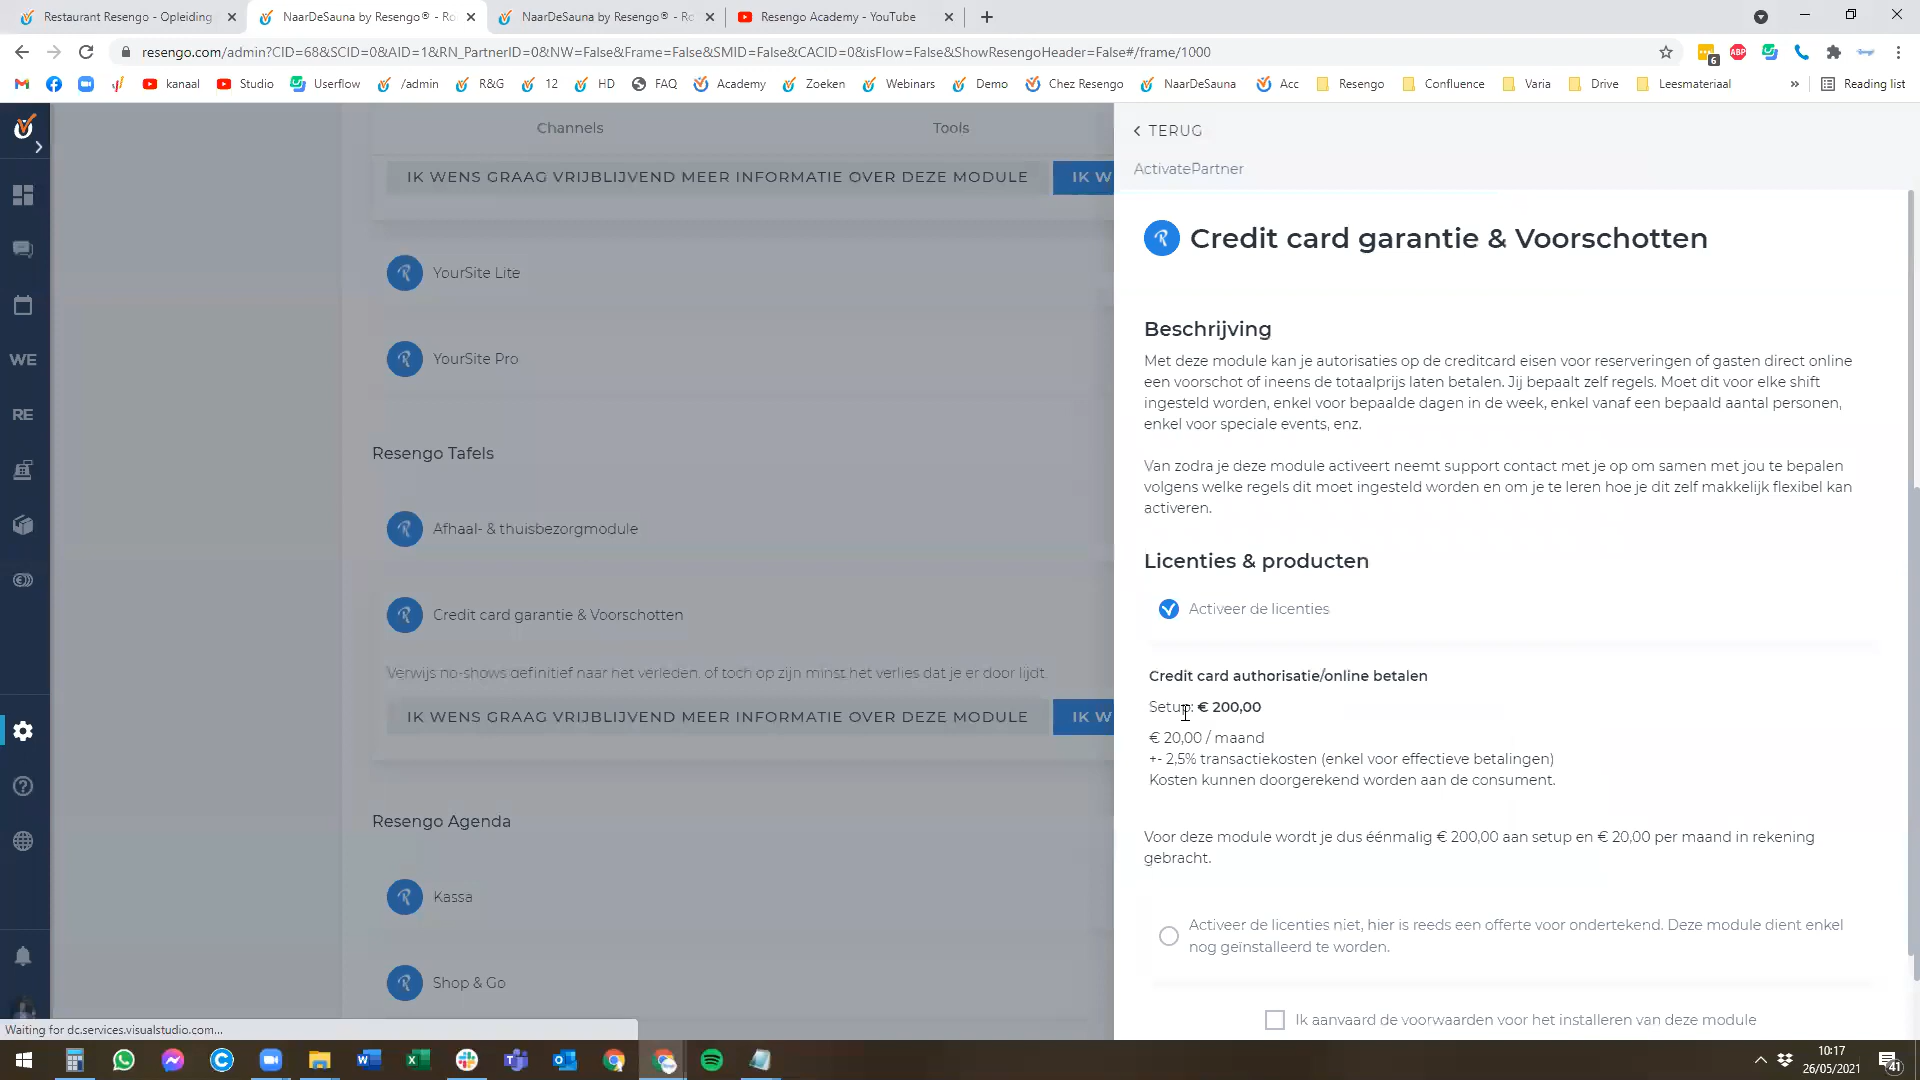 Restaurant Resengo - Opleiding
NaarDeSauna by Resengo® - Ro
NaarDeSauna by Resengo® - Ro
Resengo Academy - YouTube
resengo.com/admin?CID=68&SCID=0&AID=1&RN_PartnerID=0&NW=False&Frame=False&SMID=False&CACID=0&isFlow=False&ShowResengoHeader=False#/frame/1000
6
ABP
kanaal
Studio
Userflow
/admin
R&G
12
HD
FAQ
Academy
Zoeken
Webinars
Demo
Chez Resengo
NaarDeSauna
Acc
Resengo
Confluence
Varia
Drive
Leesmateriaal
»
Reading list
WE
RE
Channels
Tools
IK WENS GRAAG VRIJBLIJVEND MEER INFORMATIE OVER DEZE MODULE
IK W
YourSite Lite
YourSite Pro
Resengo Tafels
Afhaal- & thuisbezorgmodule
Credit card garantie & Voorschotten
Verwijs no-shows definitief naar het verleden, of toch op zijn minst het verlies dat je er door lijdt.
IK WENS GRAAG VRIJBLIJVEND MEER INFORMATIE OVER DEZE MODULE
IK W
Resengo Agenda
Kassa
Shop & Go
TERUG
ActivatePartner
Credit card garantie & Voorschotten
Beschrijving
Met deze module kan je autorisaties op de creditcard eisen voor reserveringen of gasten direct online
een voorschot of ineens de totaalprijs laten betalen. Jij bepaalt zelf regels. Moet dit voor elke shift
ingesteld worden, enkel voor bepaalde dagen in de week, enkel vanaf een bepaald aantal personen,
enkel voor speciale events, enz.
Van zodra je deze module activeert neemt support contact met je op om samen met jou te bepalen
volgens welke regels dit moet ingesteld worden en om je te leren hoe je dit zelf makkelijk flexibel kan
activeren.
Licenties & producten
Activeer de licenties
Credit card authorisatie/online betalen
Setup: € 200,00
€ 20,00 / maand
+- 2,5% transactiekosten (enkel voor effectieve betalingen)
Kosten kunnen doorgerekend worden aan de consument.
Voor deze module wordt je dus éénmalig € 200,00 aan setup en € 20,00 per maand in rekening
gebracht.
Activeer de licenties niet, hier is reeds een offerte voor ondertekend. Deze module dient enkel
nog geïnstalleerd te worden.
Ik aanvaard de voorwaarden voor het installeren van deze module
Waiting for dc.services.visualstudio.com...
10:17
26/05/2021
41